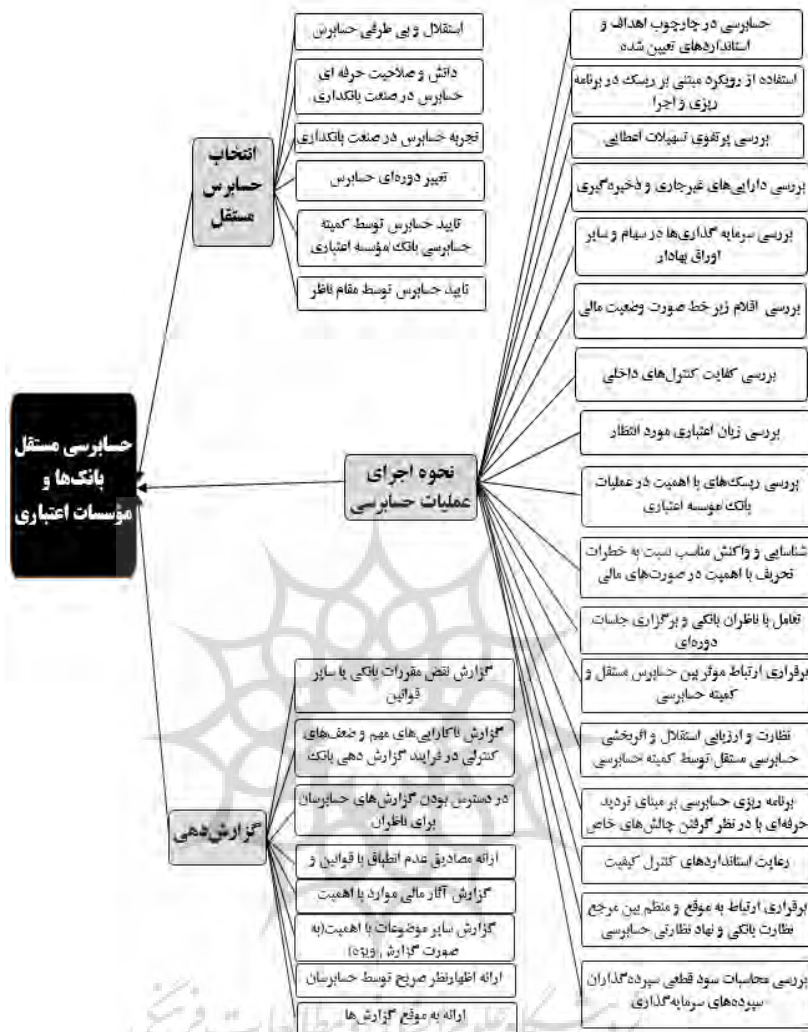 حسابرسی مستقل
بانک‌ها و
مؤسسات اعتباری
انتخاب
حسابرس
مستقل
استقلال و بی طرفی حسابرس
دانش و صلاحیت حرفه ای
حسابرس در صنعت بانکداری
تجربه حسابرس در صنعت بانکداری
تغییر دوره‌ای حسابرس
تایید حسابرس توسط کمیته
حسابرسی بانک/مؤسسه اعتباری
تایید حسابرس توسط مقام ناظر
نحوه اجرای
عملیات حسابرسی
حسابرسی در چارچوب اهداف و
استانداردهای تعیین شده
استفاده از رویکرد مبتنی بر ریسک در برنامه
ریزی و اجرا
بررسی پرتفوی تسهیلات اعطایی
بررسی دارایی‌های غیرجاری و ذخیره‌گیری
بررسی سرمایه گذاری‌ها در سهام و سایر
اوراق بهادار
بررسی اقلام زیر خط صورت وضعیت مالی
بررسی کفایت کنترل‌های داخلی
بررسی زیان اعتباری مورد انتظار
بررسی ریسک‌های با اهمیت در عملیات
بانک/موسسه اعتباری
شناسایی و واکنش مناسب نسبت به خطرات
تحریف با اهمیت در صورت‌های مالی
تعامل با ناظران بانکی و برگزاری جلسات
دوره‌ای
برقراری ارتباط موثر بین حسابرس مستقل و
کمیته حسابرسی
نظارت و ارزیابی استقلال و اثربخشی
حسابرسی مستقل توسط کمیته حسابرسی
برنامه ریزی حسابرسی بر مبنای تردید
حرفه‌ای با در نظر گرفتن چالش‌های خاص
رعایت استانداردهای کنترل کیفیت
برقراری ارتباط به موقع و منظم بین مرجع
نظارت بانکی و نهاد نظارتی حسابرسی
بررسی محاسبات سود قطعی سپرده‌گذاران
سپرده‌های سرمایه‌گذاری
گزارش‌دهی
گزارش نقض مقررات بانکی یا سایر
قوانین
گزارش ناکارایی‌های مهم و ضعف‌های
کنترلی در فرایند گزارش دهی بانک
در دسترس بودن گزارش‌های حسابرسان
برای ناظران
ارائه مصادیق عدم انطباق با قوانین و
گزارش آثار مالی موارد با اهمیت
گزارش سایر موضوعات با اهمیت(به
صورت گزارش ویژه)
ارائه اظهارنظر صریح توسط حسابرسان
ارائه به موقع گزارش‌ها